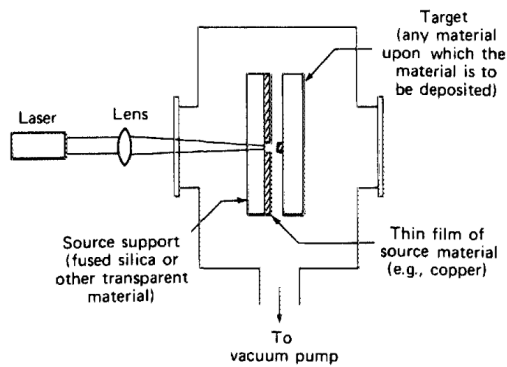 Target
(any material
upon which the
material is to
be deposited)
Laser
Lens
Source support
(fused silica or
other transparent
material)
Thin film of
source material
(e.g., copper)
To
vacuum pump